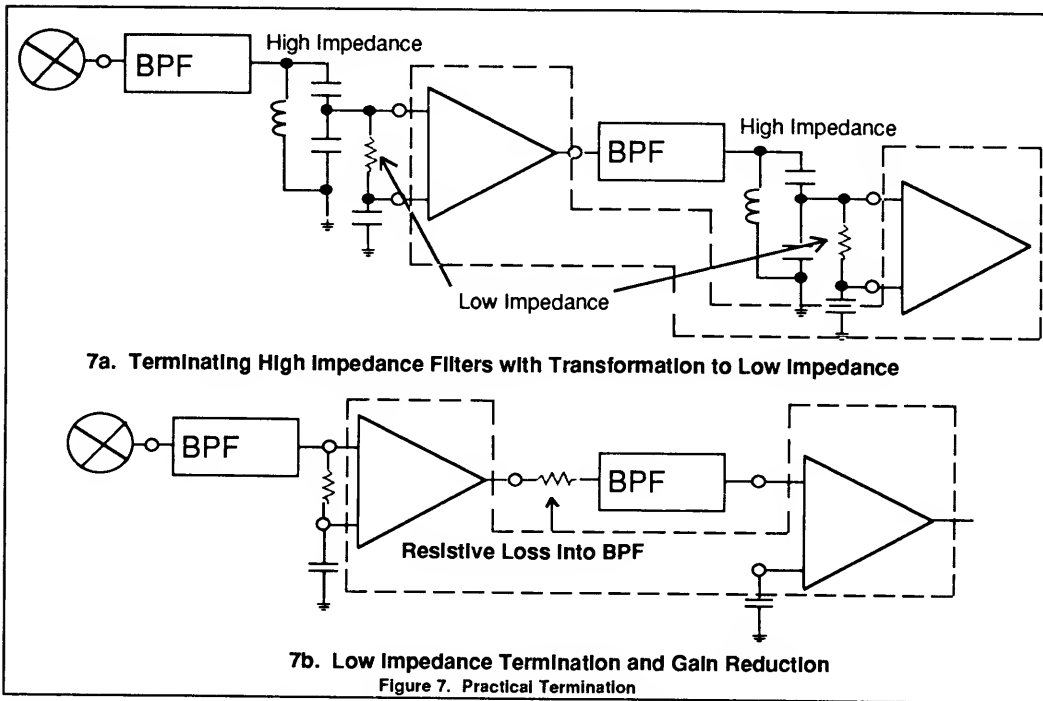 High Impedance
BPF
High Impedance
BPF
Low Impedance
7a. Terminating High Impedance Filters with Transformation to Low Impedance
BPF
BPF
Resistive Loss into BPF
7b. Low Impedance Termination and Gain Reduction
Figure 7. Practical Termination